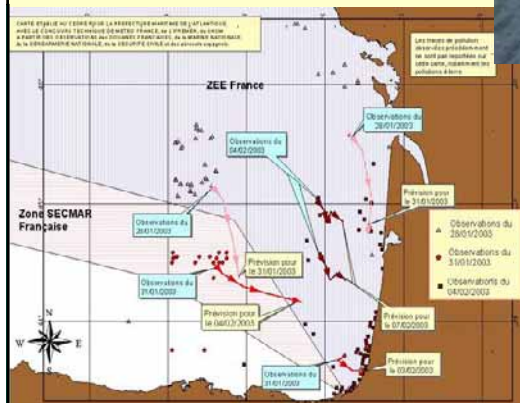 CARTE ETABLIE AU CEDRE POUR LA PREFECTURE MARITIME DE L'ATLANTIQUE
AVEC LE CONCOURS TECHNIQUE DE METEO FRANCE, de L'IFREMER, du SHOM
A PARTIR DES OBSERVATIONS DES DOUANES FRANCAISES, de la MARINE NATIONALE,
de la GENDARMERIE NATIONALE, de la SECURITE CIVILE et des aéronefs espagnols
Les traces de pollution
observées précédemment
ne sont pas reportées sur
cette carte, notamment les
pollutions à terre.
ZEE France
Observations du
28/01/2003
Observations du
04/02/2003
Prévision pour
le 31/01/2003
Zone SECMAR
Française
Observations du
28/01/2003
Observations du
28/01/2003
Observations du
31/01/2003
Observations du
04/02/2003
Prévision pour
le 31/01/2003
Observations du
31/01/2003
Prévision pour
le 04/02/2003
Prévision pour
le 07/02/2003
Prévision pour
le 03/02/2003
Observations du
31/01/2003
N
W
E
S